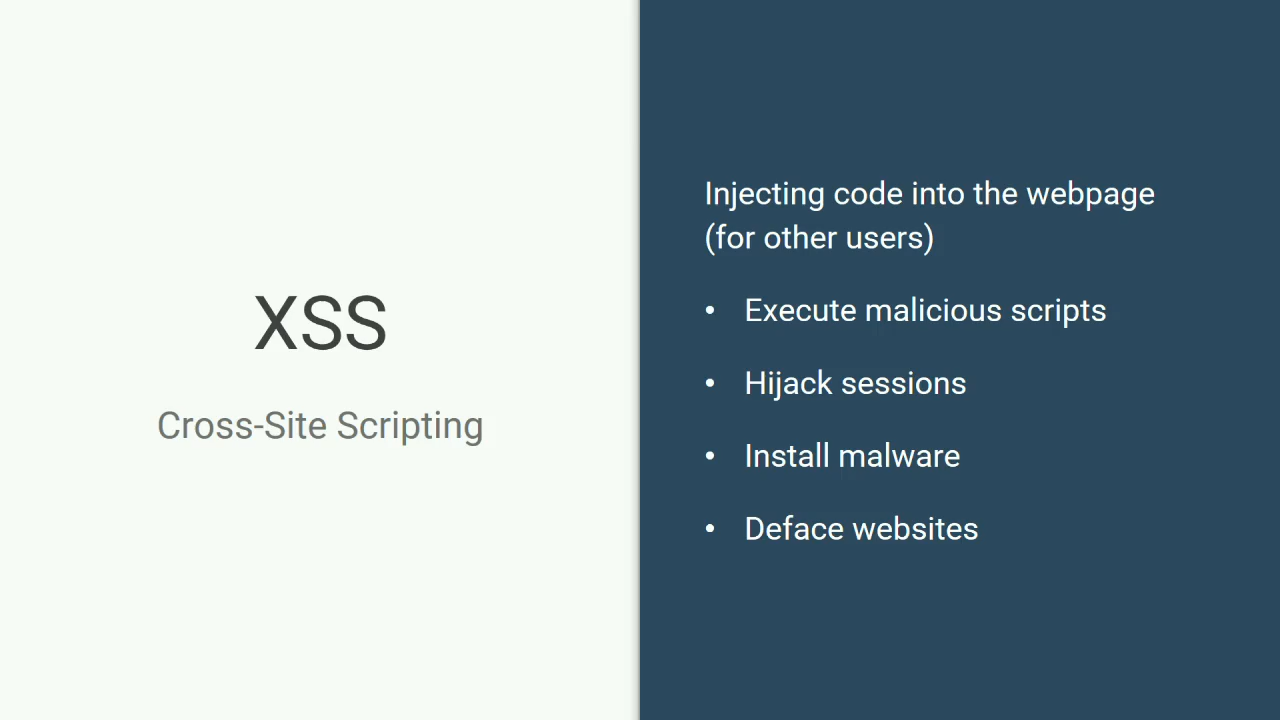 XSS
Cross-Site Scripting
Injecting code into the webpage
(for other users)
• Execute malicious scripts
• Hijack sessions
• Install malware
• Deface websites